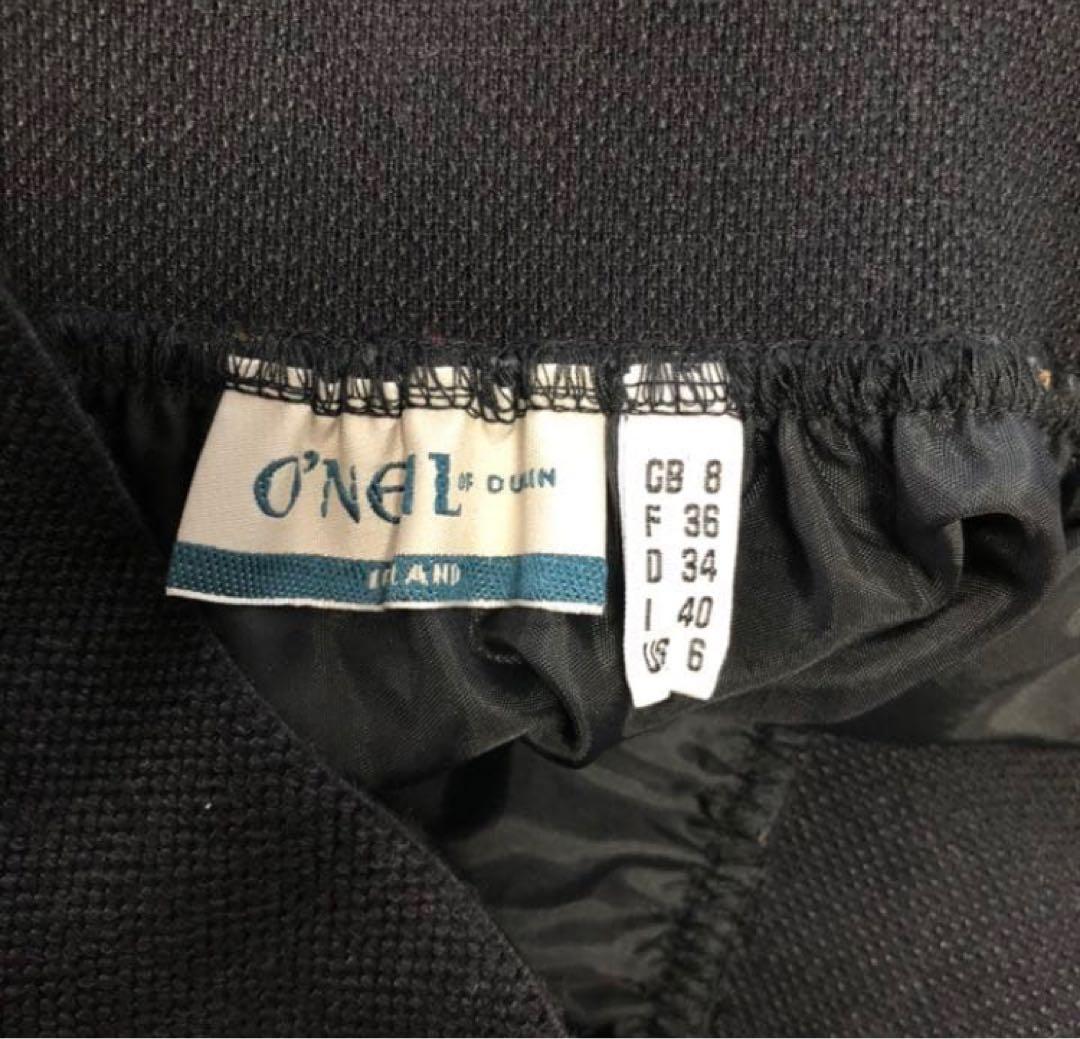 O'NEIL OF DUBLIN
IRELAND
GB 8
F 36
D 34
I 40
US 6